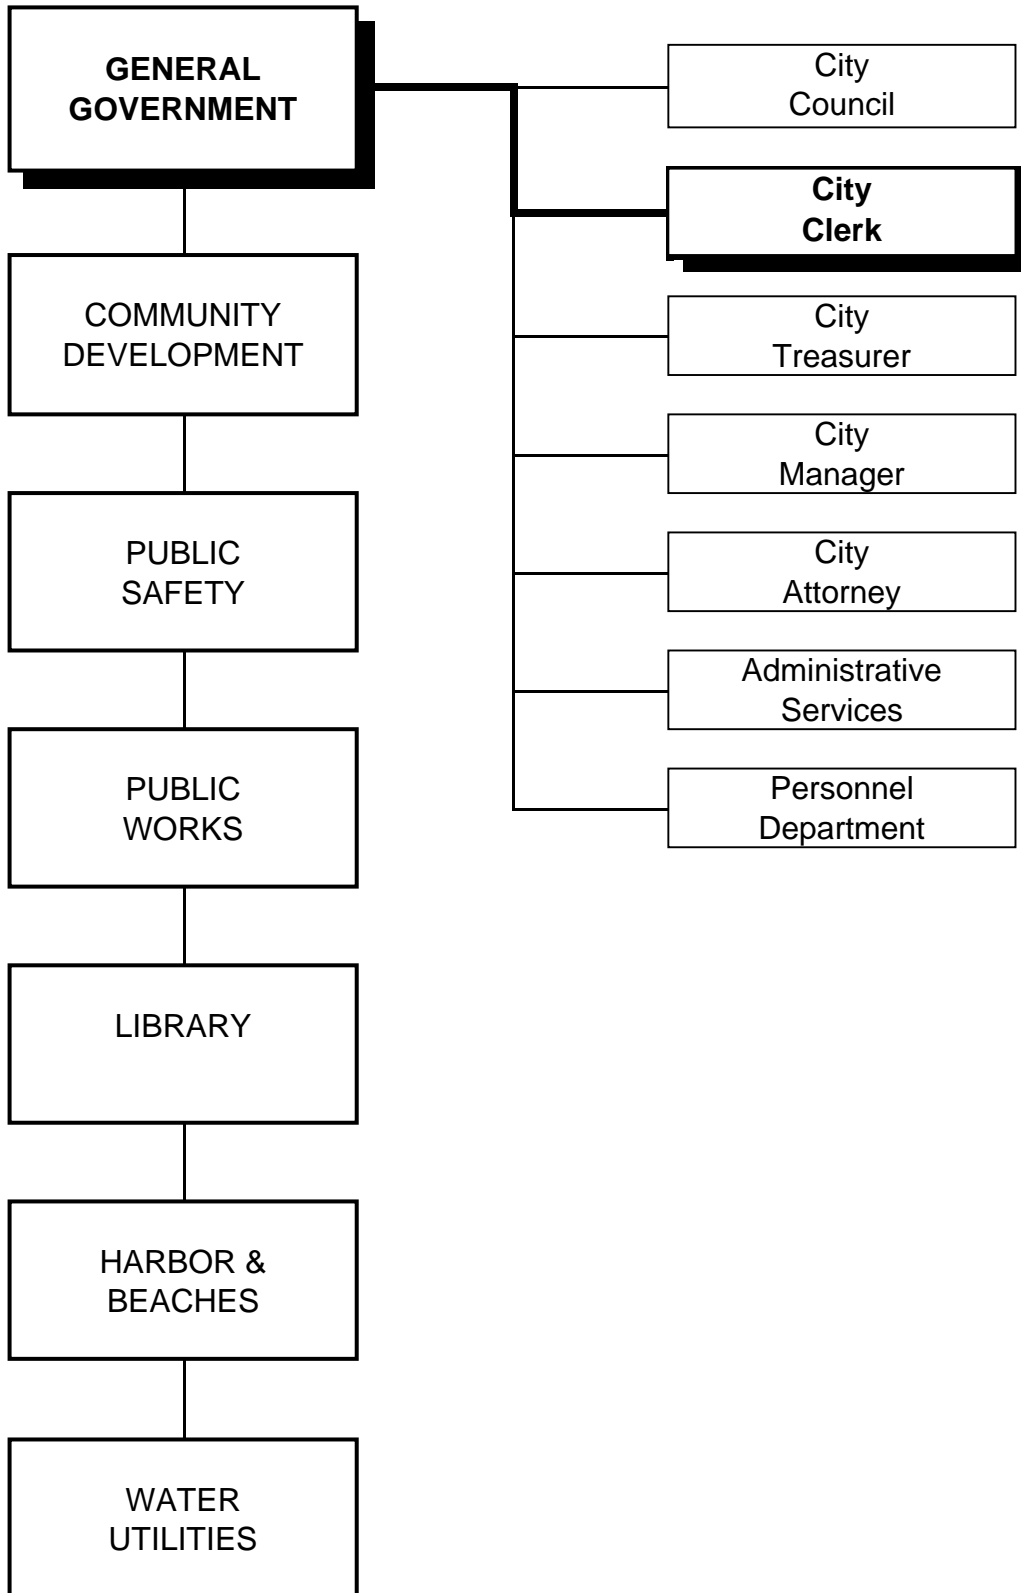 GENERAL
GOVERNMENT
COMMUNITY
DEVELOPMENT
PUBLIC
SAFETY
PUBLIC
WORKS
LIBRARY
HARBOR &
BEACHES
WATER
UTILITIES
City
Council
City
Clerk
City
Treasurer
City
Manager
City
Attorney
Administrative
Services
Personnel
Department